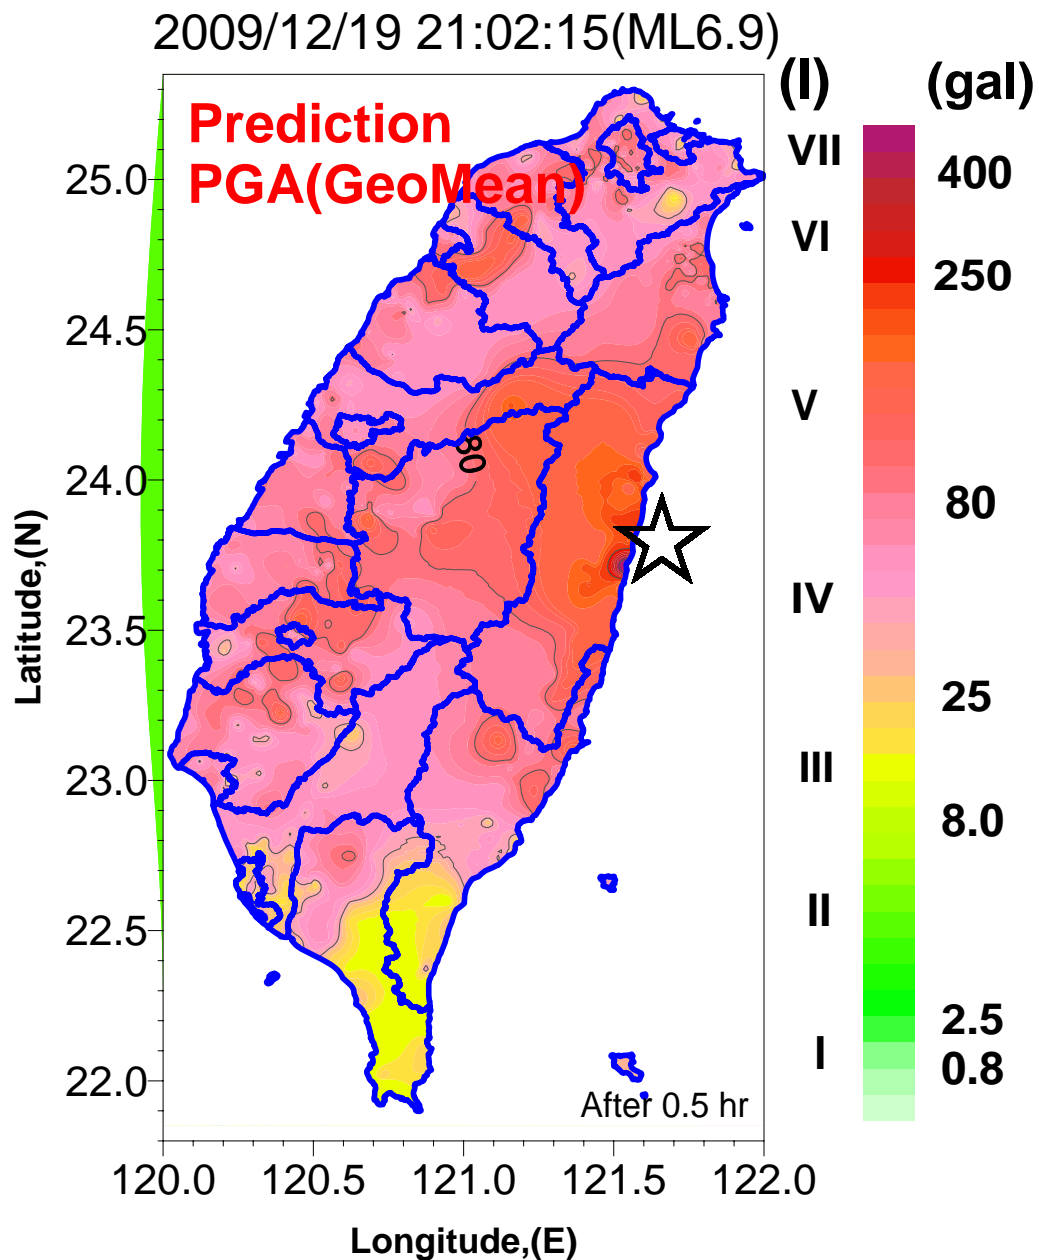 2009/12/19 21:02:15(ML6.9)
(I)
(gal)
Prediction
PGA(GeoMean)
VII
VI
V
IV
III
II
I
400
250
80
25
8.0
2.5
0.8
25.0
24.5
24.0
23.5
23.0
22.5
22.0
Latitude,(N)
80
After 0.5 hr
120.0
120.5
121.0
121.5
122.0
Longitude,(E)